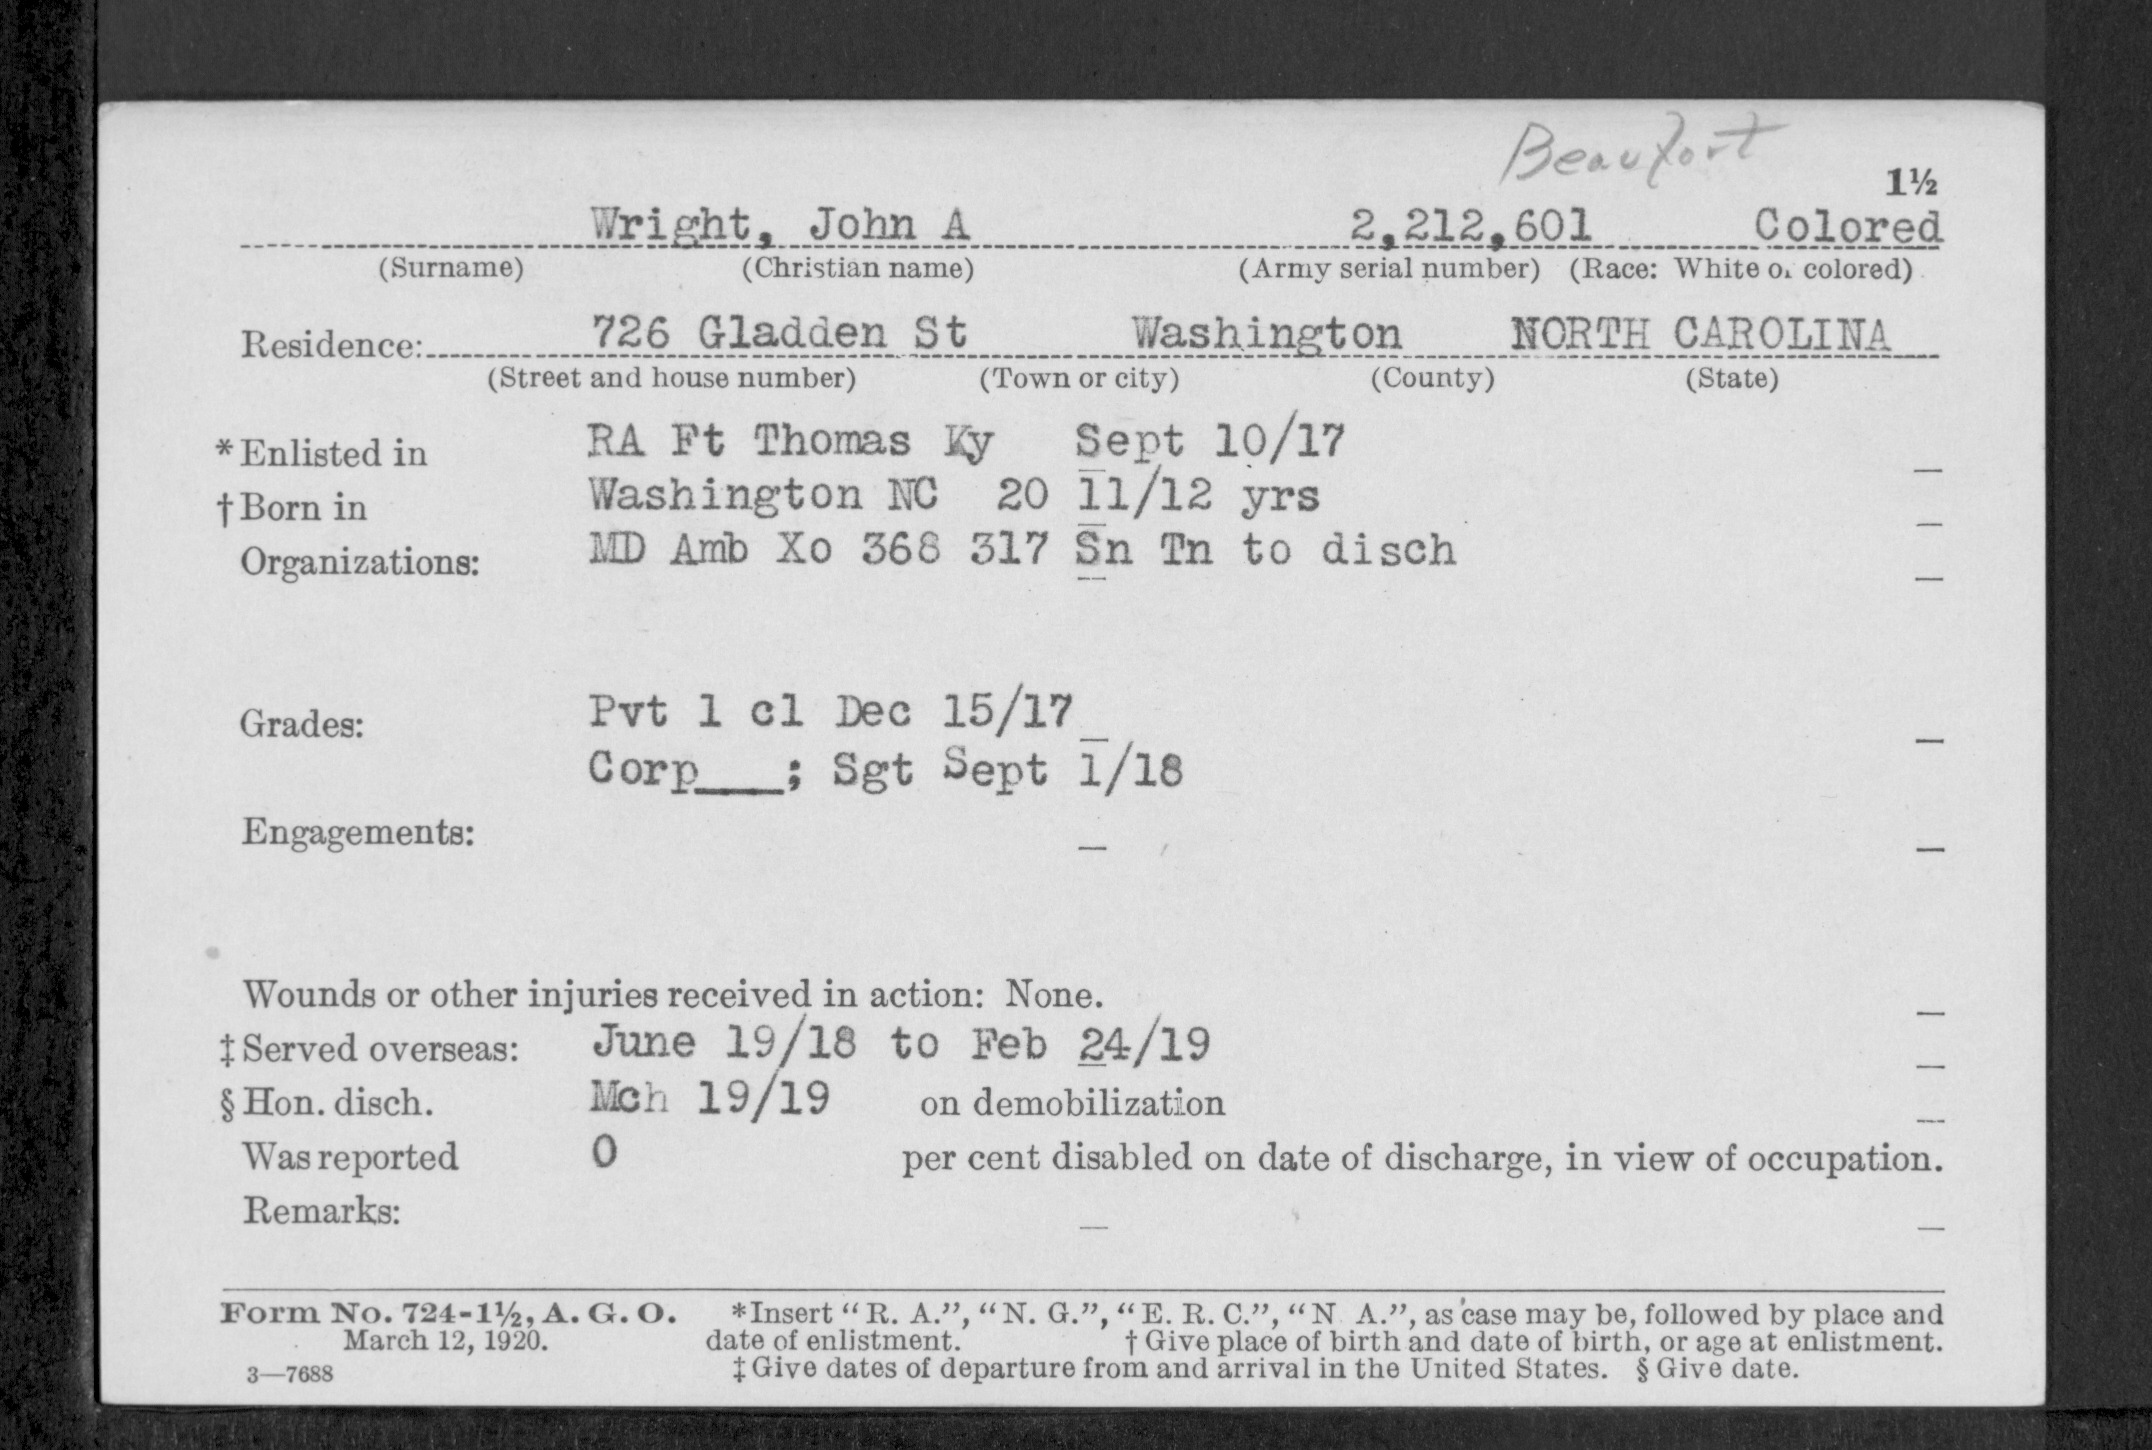 Beaufort
1½
Wright, John A 2,212,601 Colored
(Surname) (Christian name) (Army serial number) (Race: White or colored)
Residence: 726 Gladden St Washington NORTH CAROLINA
(Street and house number) (Town or city) (County) (State)
*Enlisted in RA Ft Thomas Ky Sept 10/17
†Born in Washington NC 20 11/12 yrs
Organizations: MD Amb Xo 368 317 Sn Tn to disch
Grades: Pvt 1 cl Dec 15/17
Corp___; Sgt Sept 1/18
Engagements:
Wounds or other injuries received in action: None.
‡Served overseas: June 19/18 to Feb 24/19
§Hon. disch. Mch 19/19 on demobilization
Was reported 0 per cent disabled on date of discharge, in view of occupation.
Remarks:
Form No. 724-1½, A. G. O. *Insert "R. A.", "N. G.", "E. R. C.", "N A.", as case may be, followed by place and
March 12, 1920. date of enlistment. †Give place of birth and date of birth, or age at enlistment.
3—7688 ‡Give dates of departure from and arrival in the United States. §Give date.